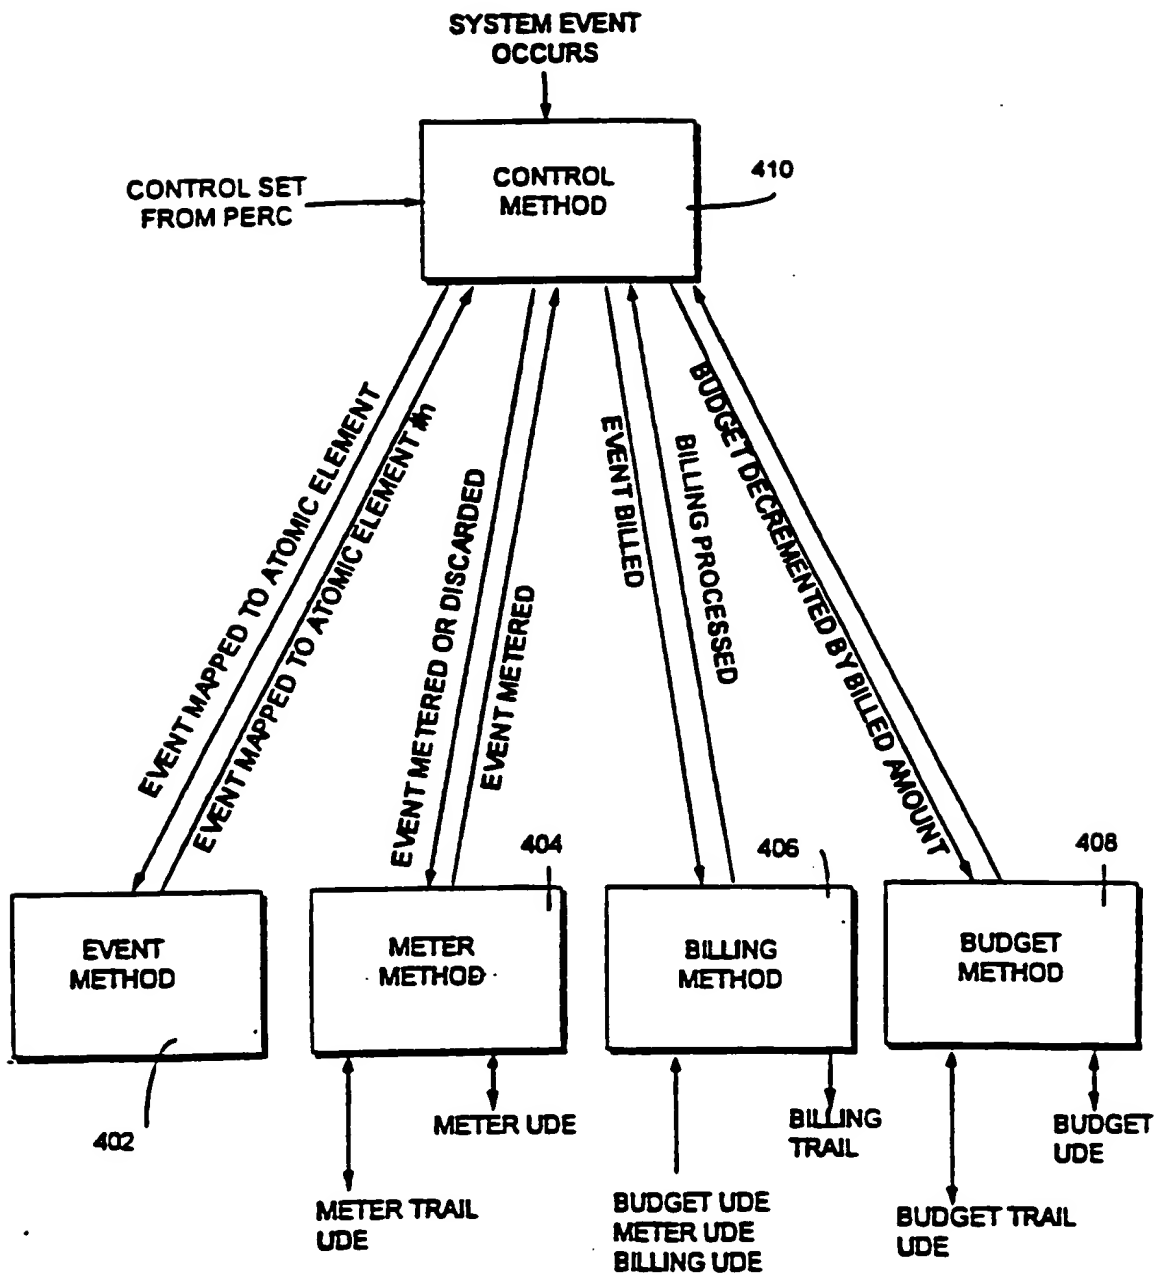 SYSTEM EVENT
OCCURS
CONTROL SET
FROM PERC
CONTROL
METHOD
410
EVENT MAPPED TO ATOMIC ELEMENT
EVENT MAPPED TO ATOMIC ELEMENT #n
EVENT METERED OR DISCARDED
EVENT METERED
EVENT BILLED
BILLING PROCESSED
BUDGET DECREMENTED BY BILLED AMOUNT
404
406
408
EVENT
METHOD
METER
METHOD
BILLING
METHOD
BUDGET
METHOD
402
METER UDE
BILLING
TRAIL
BUDGET
UDE
METER TRAIL
UDE
BUDGET UDE
METER UDE
BILLING UDE
BUDGET TRAIL
UDE